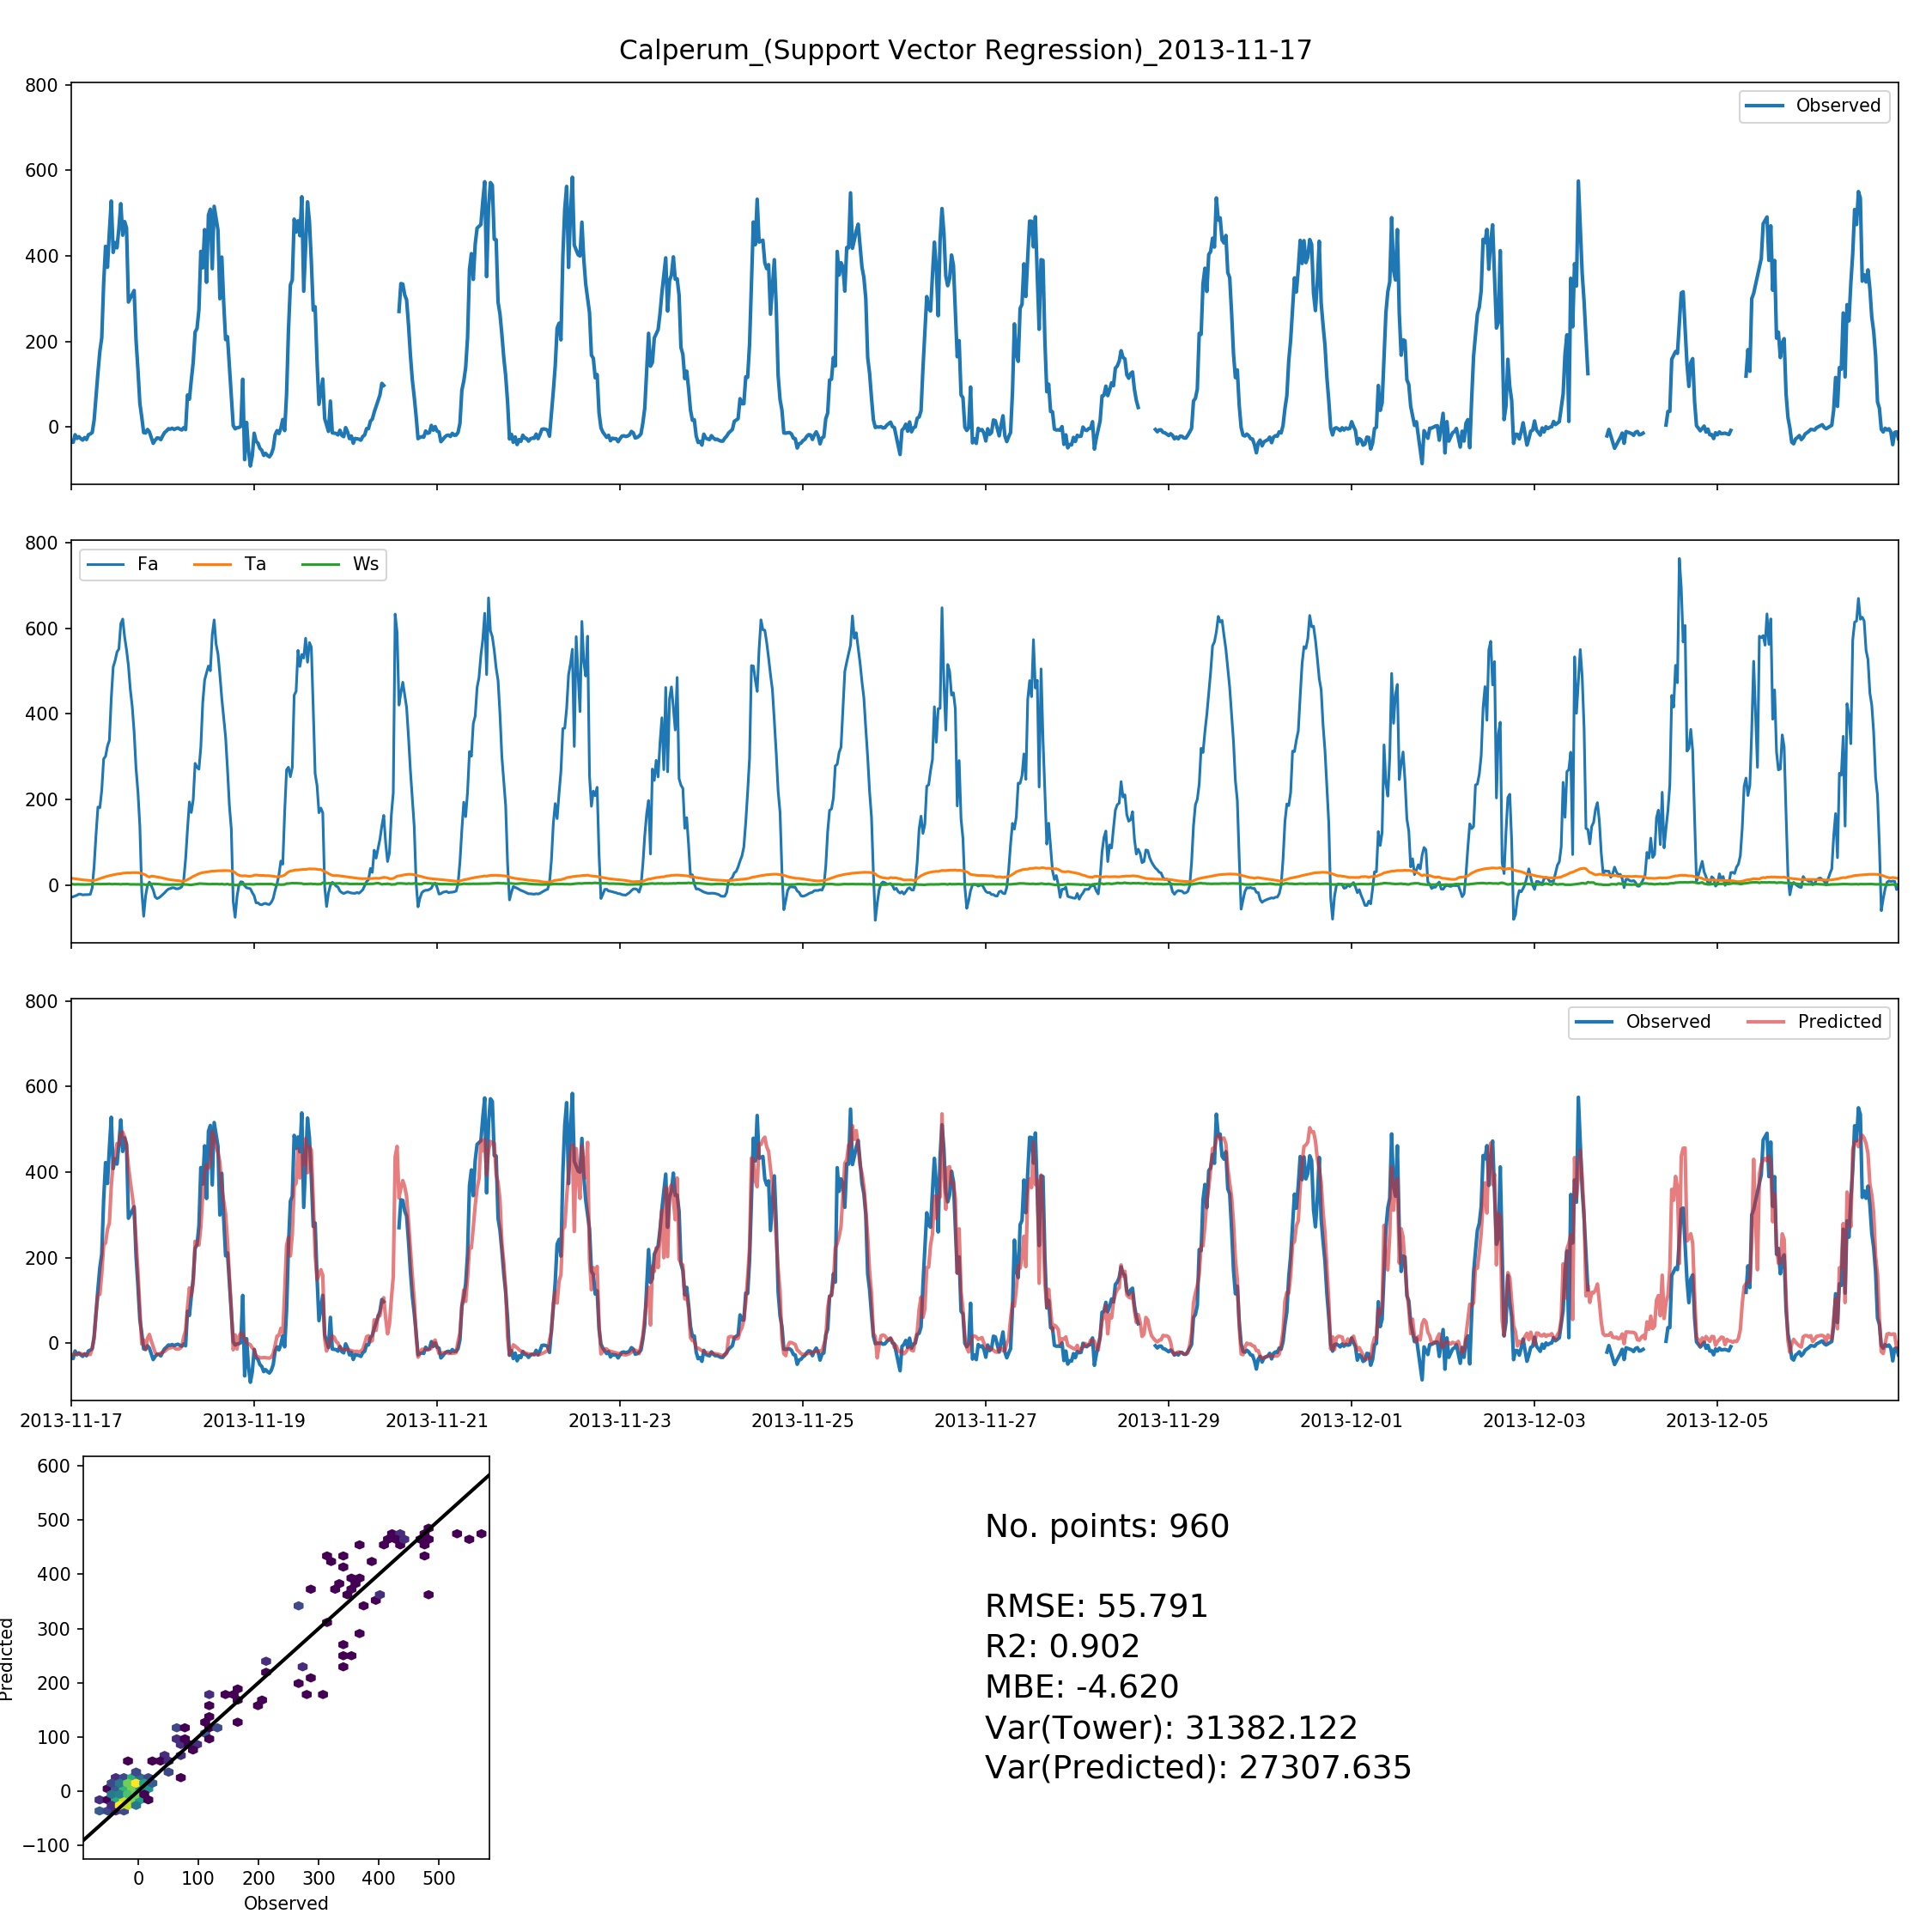 Calperum_(Support Vector Regression)_2013-11-17
800
600
400
200
0
Observed
800
600
400
200
0
Fa Ta Ws
800
600
400
200
0
Observed Predicted
2013-11-17 2013-11-19 2013-11-21 2013-11-23 2013-11-25 2013-11-27 2013-11-29 2013-12-01 2013-12-03 2013-12-05
600
500
400
300
200
100
0
−100
Predicted
0 100 200 300 400 500
Observed
No. points: 960
RMSE: 55.791
R2: 0.902
MBE: -4.620
Var(Tower): 31382.122
Var(Predicted): 27307.635